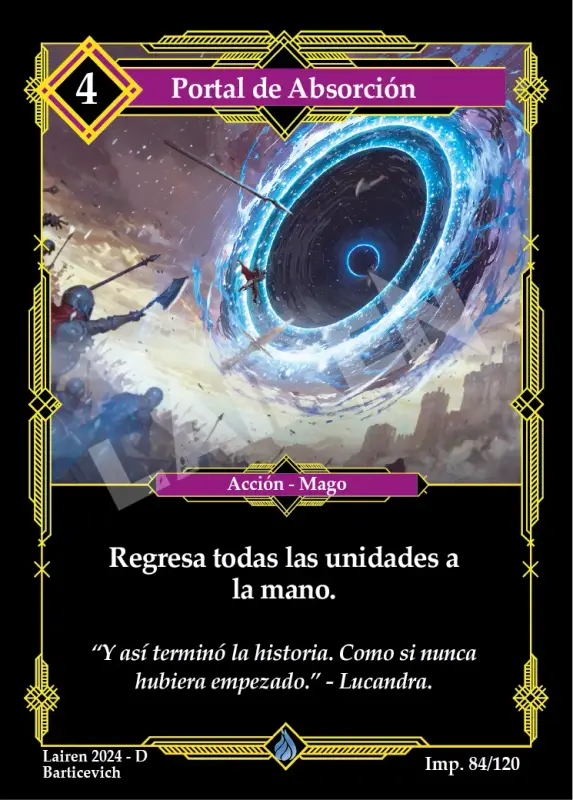 4
Portal de Absorción
LAIREN
Acción - Mago
Regresa todas las unidades a
la mano.
“Y así terminó la historia. Como si nunca
hubiera empezado.” - Lucandra.
Lairen 2024 - D
Barticevich
Imp. 84/120